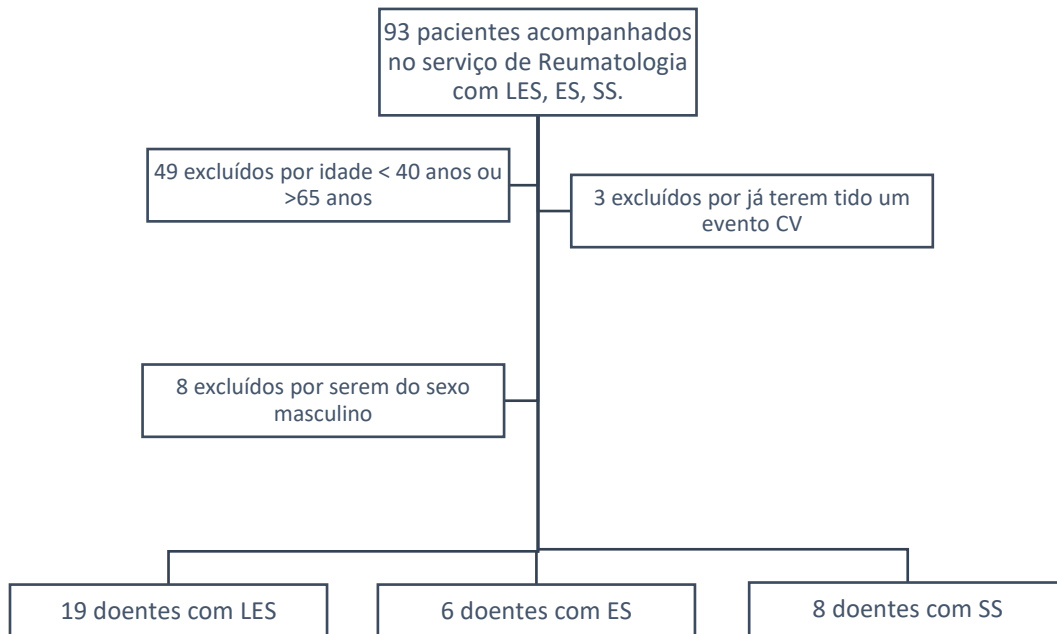 93 pacientes acompanhados
no serviço de Reumatologia
com LES, ES, SS.
49 excluídos por idade < 40 anos ou
>65 anos
3 excluídos por já terem tido um
evento CV
8 excluídos por serem do sexo
masculino
19 doentes com LES
6 doentes com ES
8 doentes com SS